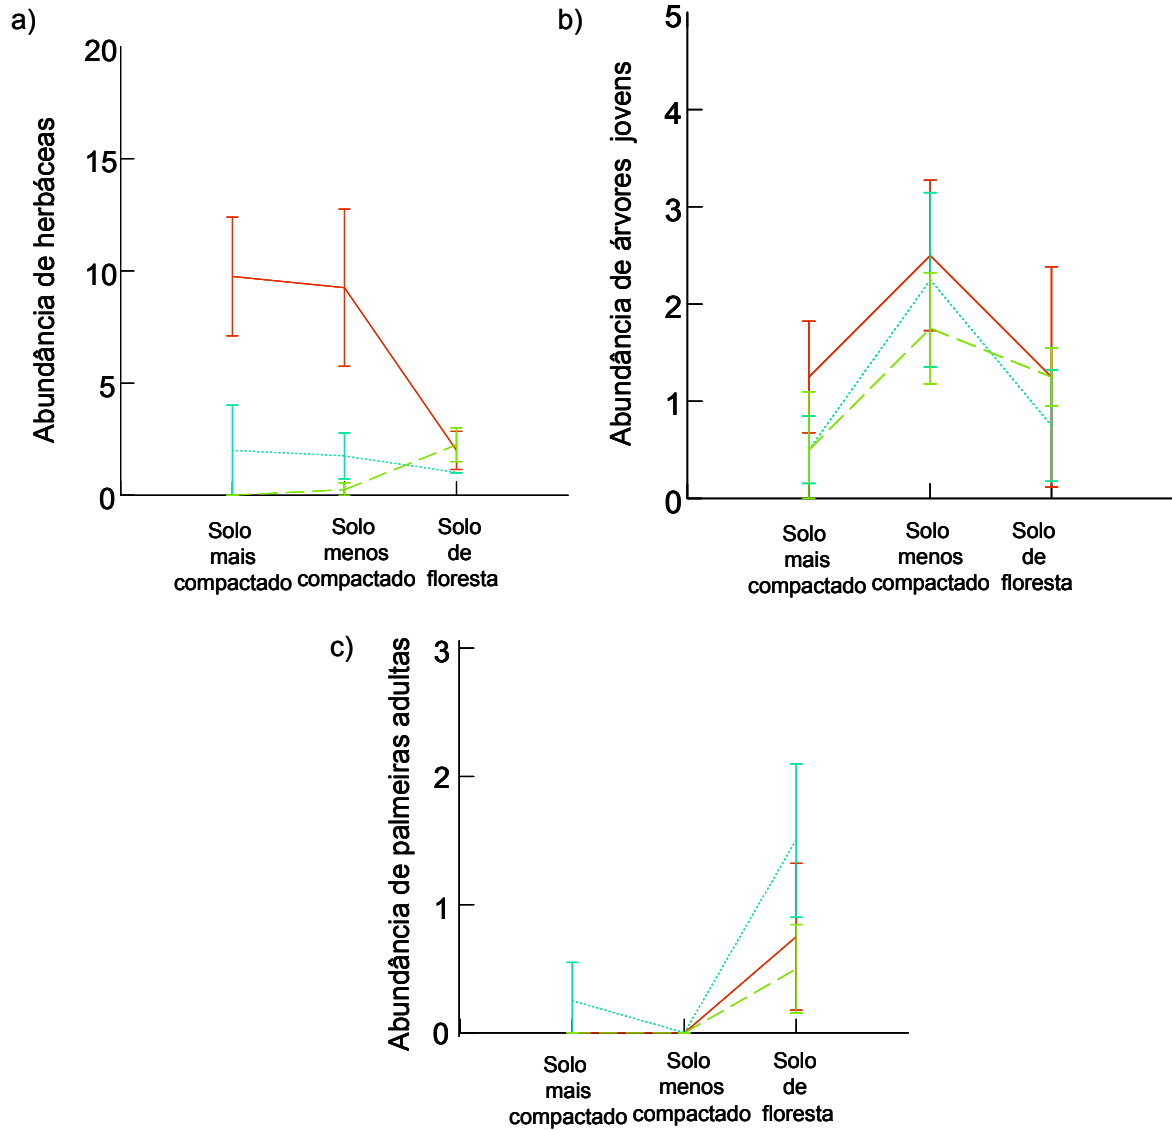 a)
Abundância de herbáceas
20
15
10
5
0
Solo
mais
compactado
Solo
menos
compactado
Solo
de
floresta
b)
Abundância de árvores jovens
5
4
3
2
1
0
Solo
mais
compactado
Solo
menos
compactado
Solo
de
floresta
c)
Abundância de palmeiras adultas
3
2
1
0
Solo
mais
compactado
Solo
menos
compactado
Solo
de
floresta